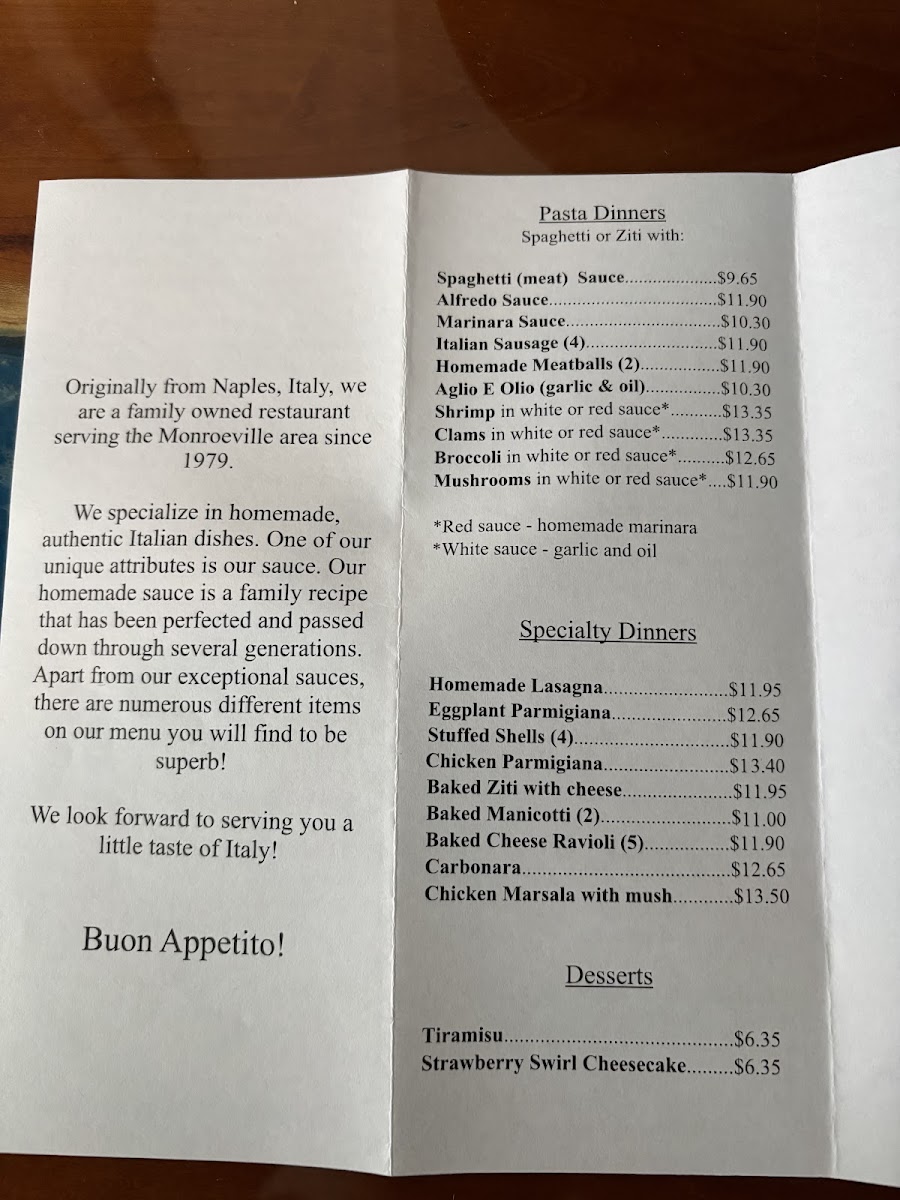 Originally from Naples, Italy, we
are a family owned restaurant
serving the Monroeville area since
1979.
We specialize in homemade,
authentic Italian dishes. One of our
unique attributes is our sauce. Our
homemade sauce is a family recipe
that has been perfected and passed
down through several generations.
Apart from our exceptional sauces,
there are numerous different items
on our menu you will find to be
superb!
We look forward to serving you a
little taste of Italy!
Buon Appetito!
Pasta Dinners
Spaghetti or Ziti with:
Spaghetti (meat) Sauce....................$9.65
Alfredo Sauce....................................$11.90
Marinara Sauce................................$10.30
Italian Sausage (4)............................$11.90
Homemade Meatballs (2).................$11.90
Aglio E Olio (garlic & oil)................$10.30
Shrimp in white or red sauce*...........$13.35
Clams in white or red sauce*.............$13.35
Broccoli in white or red sauce*..........$12.65
Mushrooms in white or red sauce*....$11.90
*Red sauce - homemade marinara
*White sauce - garlic and oil
Specialty Dinners
Homemade Lasagna..........................$11.95
Eggplant Parmigiana........................$12.65
Stuffed Shells (4)................................$11.90
Chicken Parmigiana..........................$13.40
Baked Ziti with cheese.......................$11.95
Baked Manicotti (2)...........................$11.00
Baked Cheese Ravioli (5)..................$11.90
Carbonara...........................................$12.65
Chicken Marsala with mush............$13.50
Desserts
Tiramisu...............................................$6.35
Strawberry Swirl Cheesecake.........$6.35